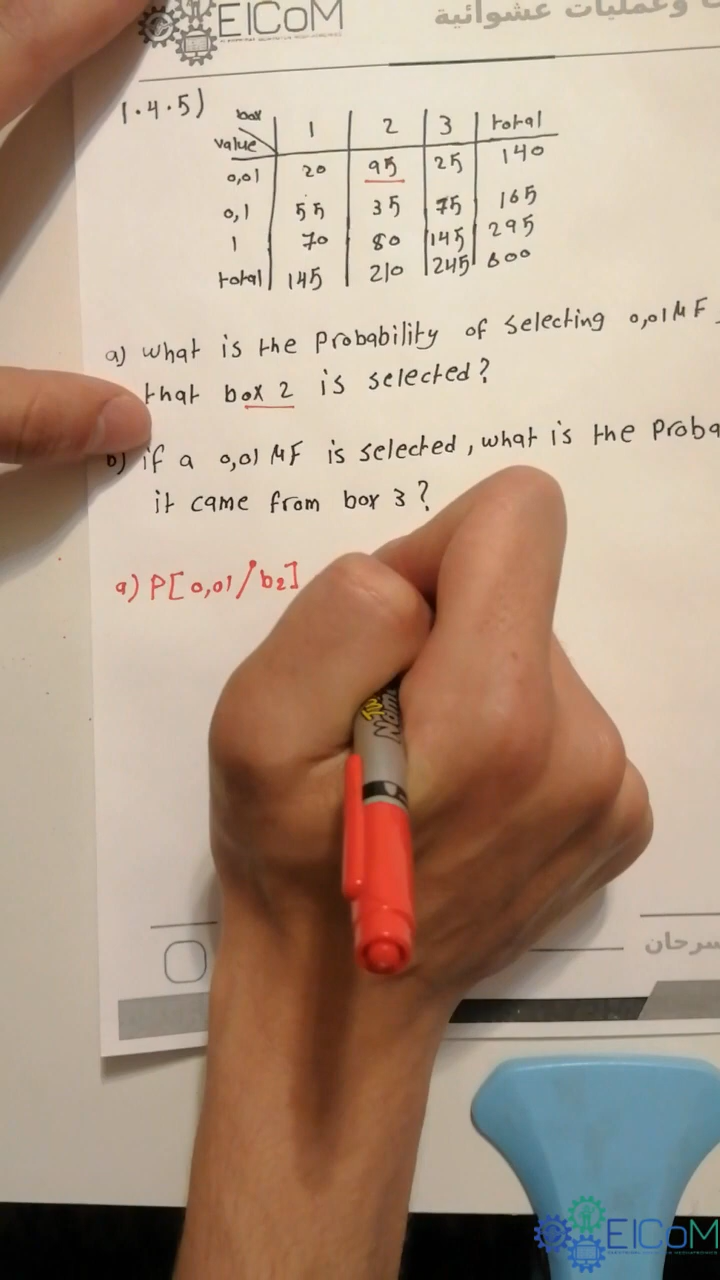 EICoM
وعمليات عشوائية
1.4.5)
box 1 2 3 total
value
0,01 20 95 25 140
0,1 55 35 75 165
1 70 80 145 295
total 145 210 245 600
a) what is the probability of selecting 0,01 MF
that box 2 is selected?
b) if a 0,01 MF is selected, what is the proba
it came from box 3?
a) P[0,01/b2]
سرحان
EICoM